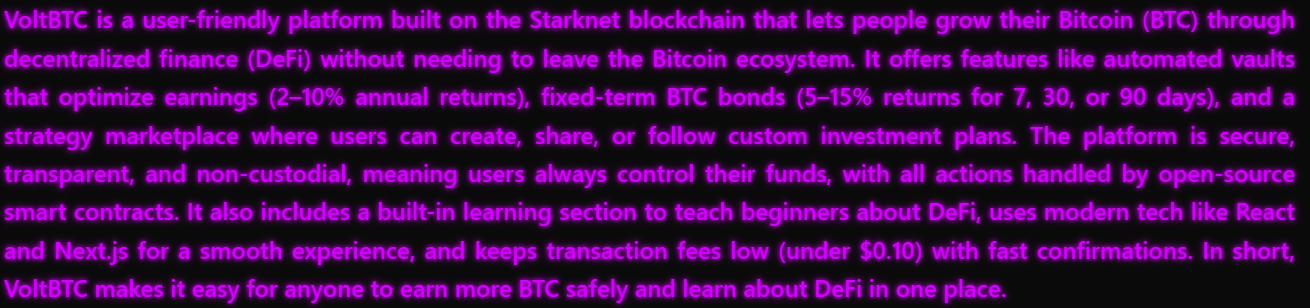 VoltBTC is a user-friendly platform built on the Starknet blockchain that lets people grow their Bitcoin (BTC) through
decentralized finance (DeFi) without needing to leave the Bitcoin ecosystem. It offers features like automated vaults
that optimize earnings (2–10% annual returns), fixed-term BTC bonds (5–15% returns for 7, 30, or 90 days), and a
strategy marketplace where users can create, share, or follow custom investment plans. The platform is secure,
transparent, and non-custodial, meaning users always control their funds, with all actions handled by open-source
smart contracts. It also includes a built-in learning section to teach beginners about DeFi, uses modern tech like React
and Next.js for a smooth experience, and keeps transaction fees low (under $0.10) with fast confirmations. In short,
VoltBTC makes it easy for anyone to earn more BTC safely and learn about DeFi in one place.